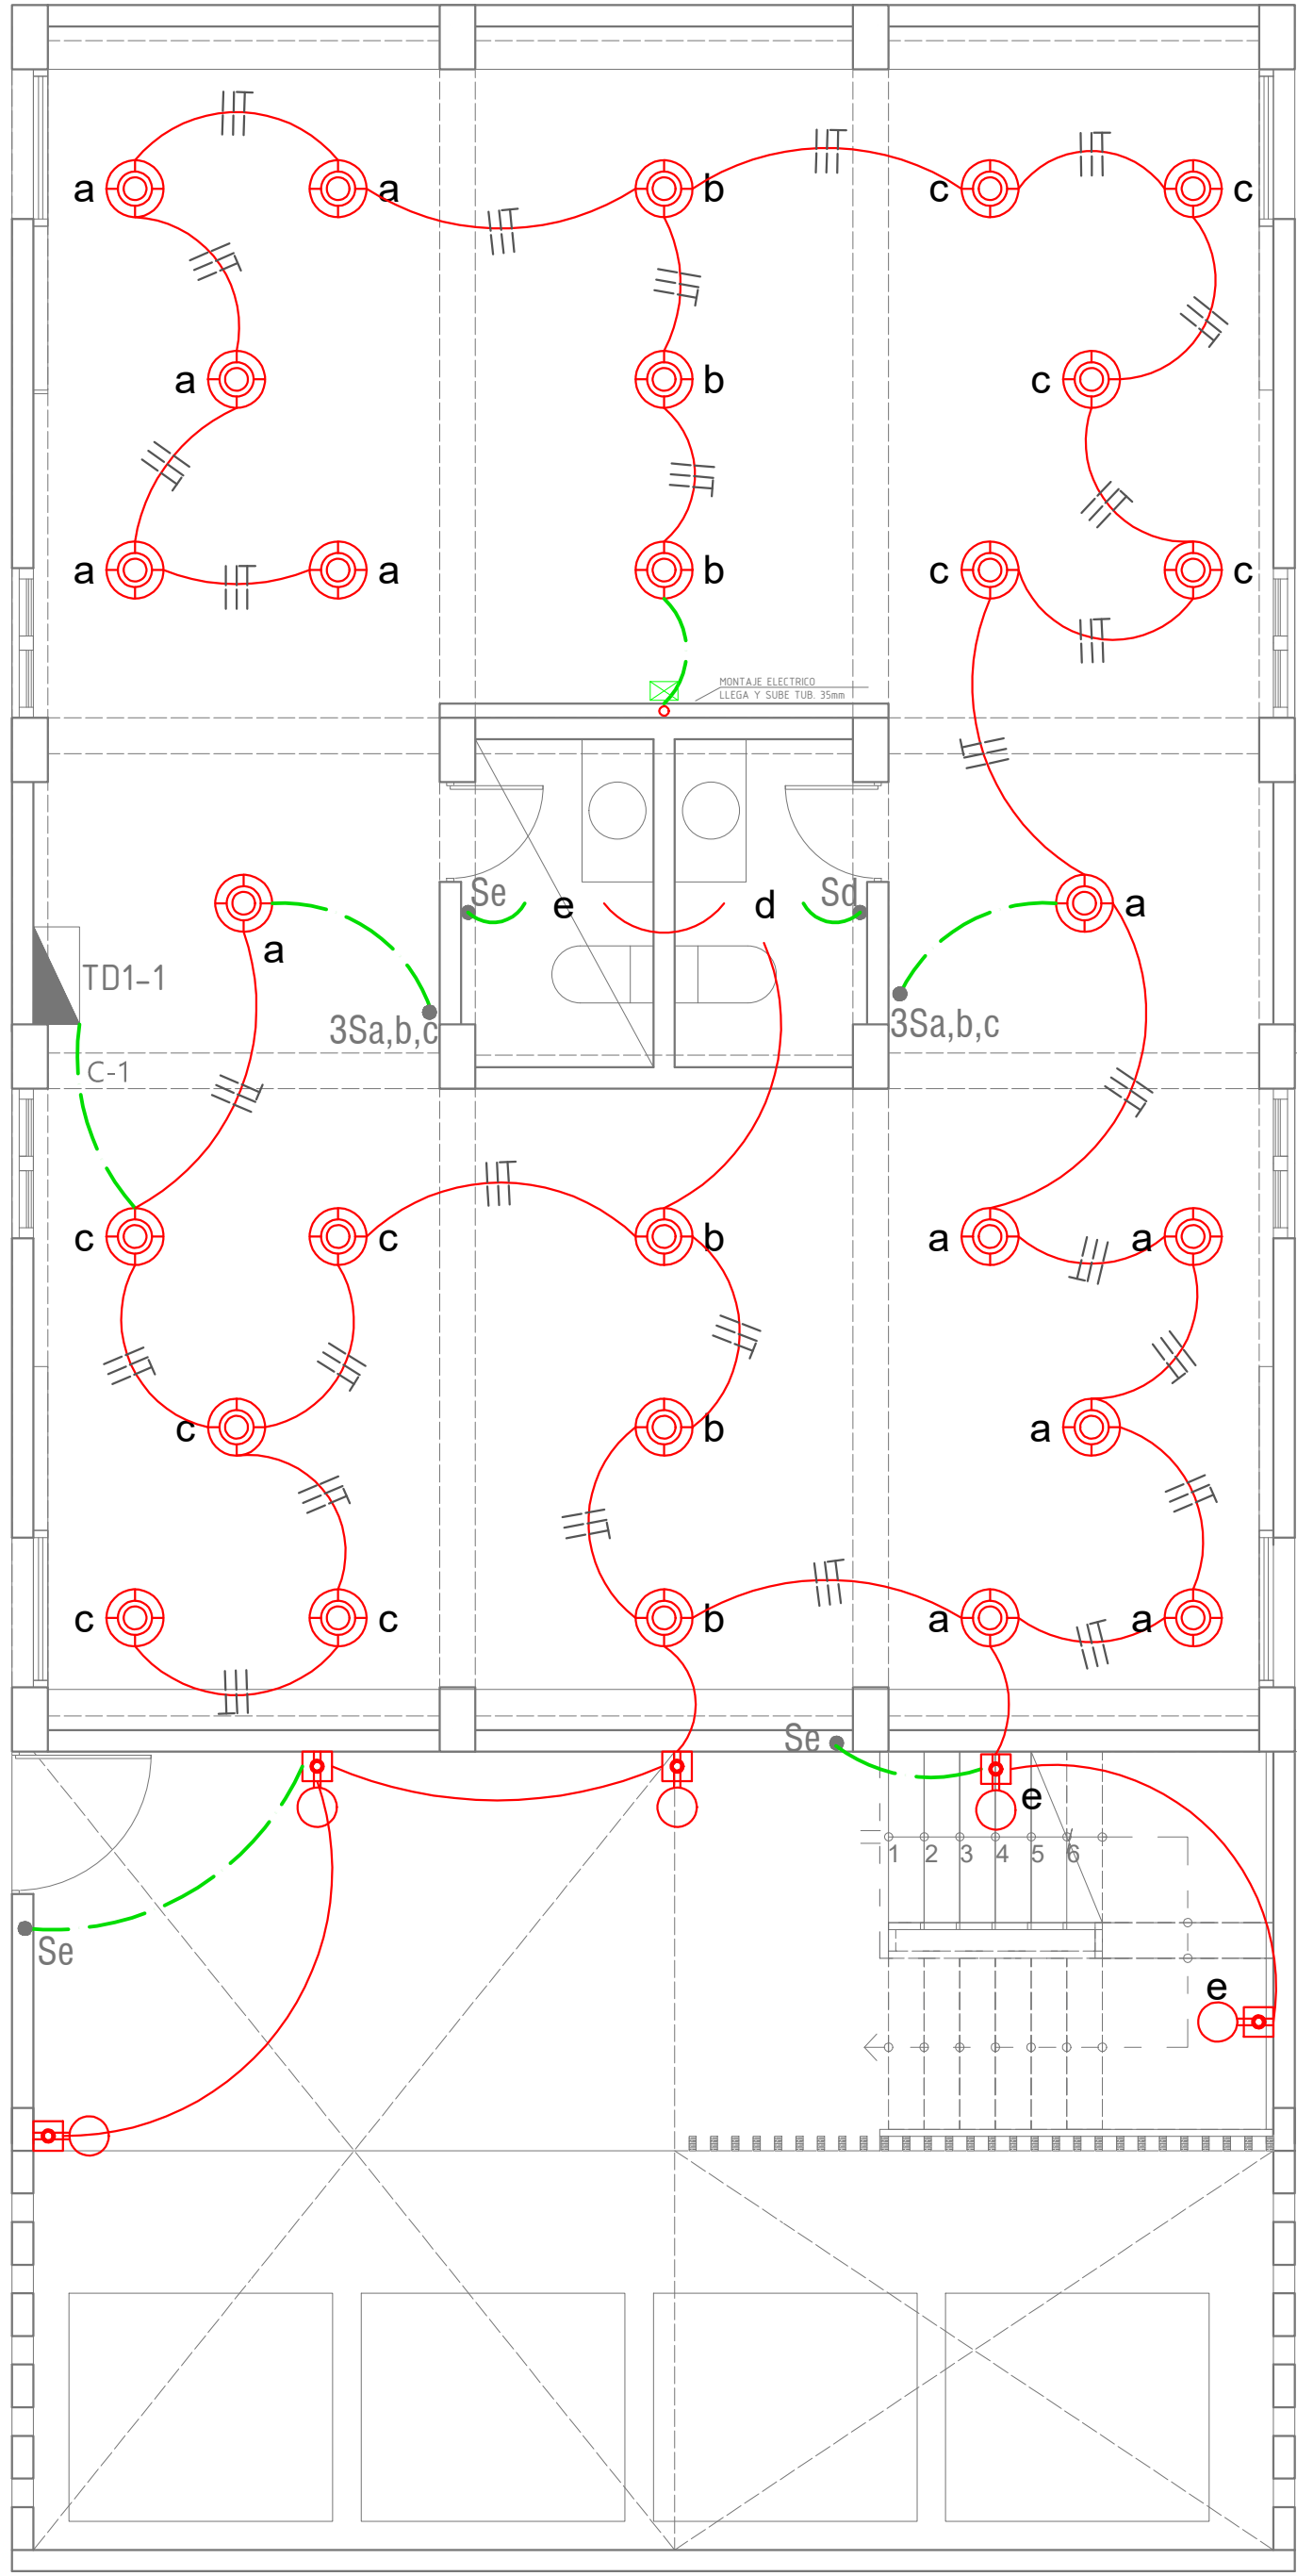 a a b c c
a b c
a a b c c
MONTAJE ELECTRICO
LLEGA Y SUBE TUB. 35mm
Se e d Sd a
a
TD1-1
3Sa,b,c 3Sa,b,c
C-1
c c b a a
c b a
c c b a a
Se
e
1 2 3 4 5 6
Se
e